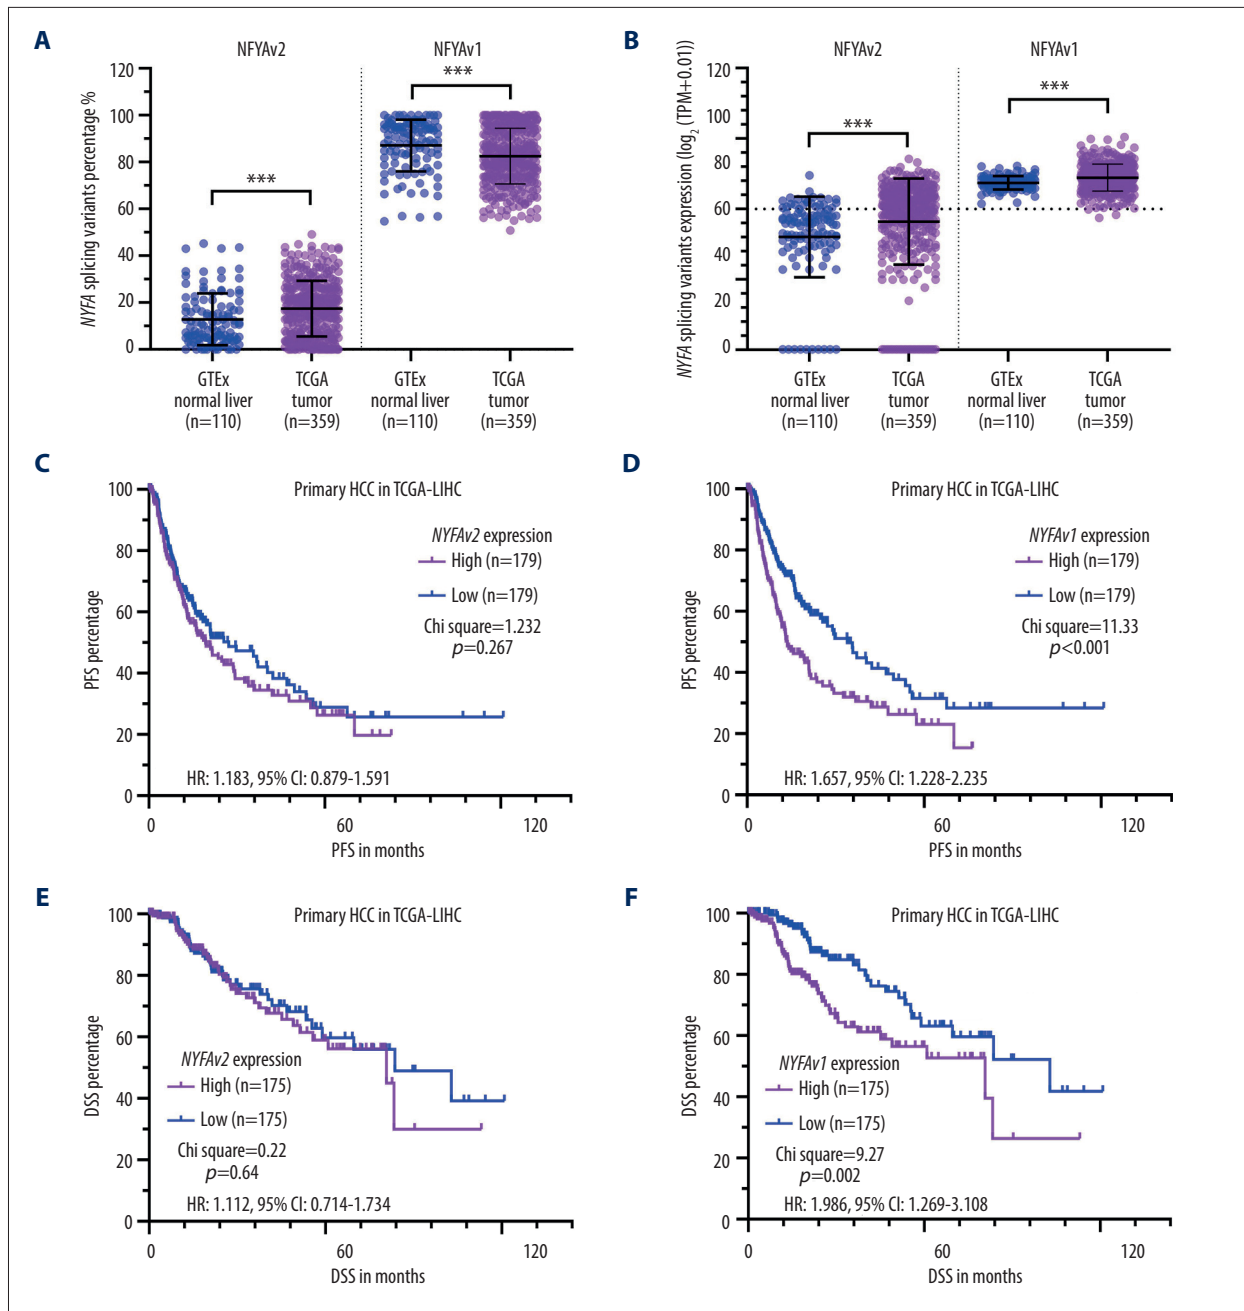 A
NFYAv2
NFYAv1
NYFA splicing variants percentage %
120
100
80
60
40
20
0
***
***
GTEx
normal liver
(n=110)
TCGA
tumor
(n=359)
GTEx
normal liver
(n=110)
TCGA
tumor
(n=359)
B
NFYAv2
NFYAv1
NYFA splicing variants expression (log2 (TPM+0.01))
120
100
80
60
40
20
0
***
***
GTEx
normal liver
(n=110)
TCGA
tumor
(n=359)
GTEx
normal liver
(n=110)
TCGA
tumor
(n=359)
C
Primary HCC in TCGA-LIHC
PFS percentage
100
80
60
40
20
0
NYFAv2 expression
High (n=179)
Low (n=179)
Chi square=1.232
p=0.267
HR: 1.183, 95% CI: 0.879-1.591
0
60
120
PFS in months
D
Primary HCC in TCGA-LIHC
PFS percentage
100
80
60
40
20
0
NYFAv1 expression
High (n=179)
Low (n=179)
Chi square=11.33
p<0.001
HR: 1.657, 95% CI: 1.228-2.235
0
60
120
PFS in months
E
Primary HCC in TCGA-LIHC
DSS percentage
100
80
60
40
20
0
NYFAv2 expression
High (n=175)
Low (n=175)
Chi square=0.22
p=0.64
HR: 1.112, 95% CI: 0.714-1.734
0
60
120
DSS in months
F
Primary HCC in TCGA-LIHC
DSS percentage
100
80
60
40
20
0
NYFAv1 expression
High (n=175)
Low (n=175)
Chi square=9.27
p=0.002
HR: 1.986, 95% CI: 1.269-3.108
0
60
120
DSS in months